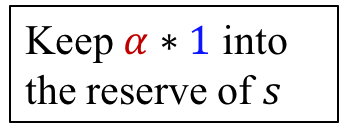 Keep α * 1 into
the reserve of s